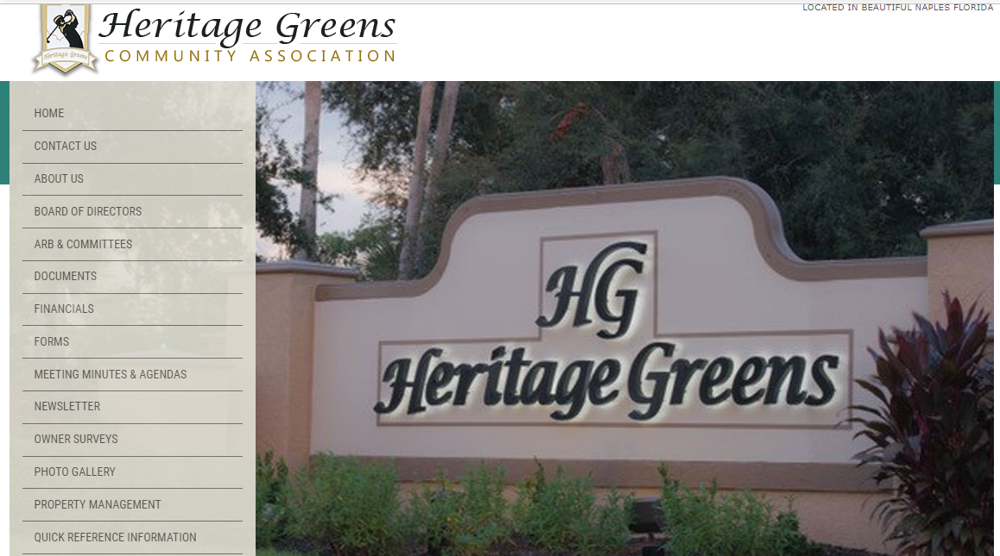 LOCATED IN BEAUTIFUL NAPLES FLORIDA
Heritage Greens
Heritage Greens
COMMUNITY ASSOCIATION
HOME
CONTACT US
ABOUT US
BOARD OF DIRECTORS
ARB & COMMITTEES
DOCUMENTS
FINANCIALS
FORMS
MEETING MINUTES & AGENDAS
NEWSLETTER
OWNER SURVEYS
PHOTO GALLERY
PROPERTY MANAGEMENT
QUICK REFERENCE INFORMATION
HG
Heritage Greens